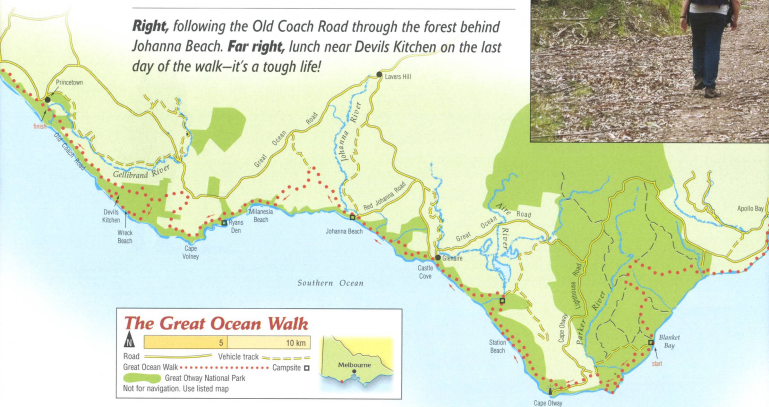 Right, following the Old Coach Road through the forest behind
Johanna Beach. Far right, lunch near Devils Kitchen on the last
day of the walk–it's a tough life!
Princetown
finish
Old Coach Road
Gellibrand River
Devils
Kitchen
Wreck
Beach
Cape
Volney
Ryans
Den
Milanesia
Beach
Great Ocean Road
Lavers Hill
Johanna River
Red Johanna Road
Johanna Beach
Castle
Cove
Glenaire
Great Ocean Road
Aire River
Station
Beach
Cape Otway
Lighthouse Road
Parker River
Cape Otway
Apollo Bay
Blanket
Bay
start
Southern Ocean
The Great Ocean Walk
N
5
10 km
Road
Vehicle track
Great Ocean Walk
Campsite
Great Otway National Park
Not for navigation. Use listed map
Melbourne